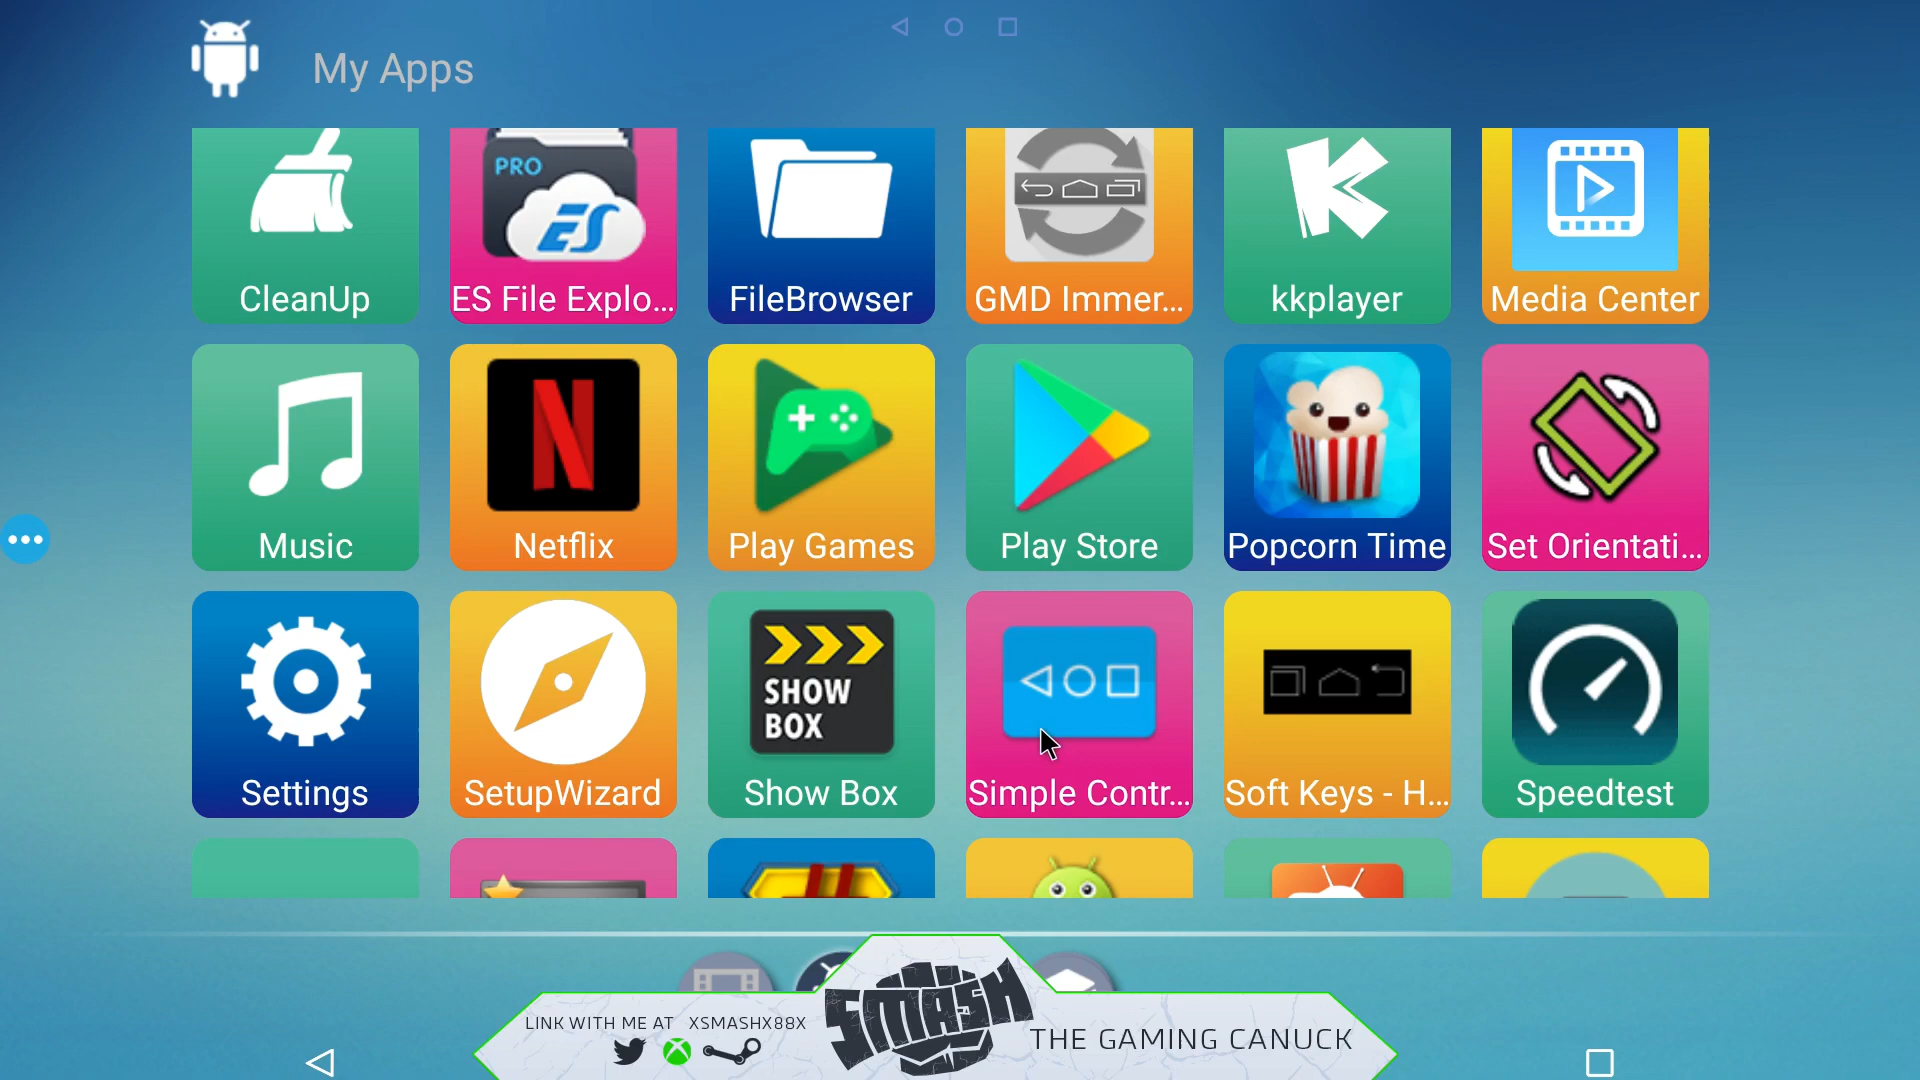 My Apps
PRO
ES
CleanUp
ES File Explo...
FileBrowser
GMD Immer...
kkplayer
Media Center
Music
Netflix
Play Games
Play Store
Popcorn Time
Set Orientati...
SHOW
BOX
Settings
SetupWizard
Show Box
Simple Contr...
Soft Keys - H...
Speedtest
LINK WITH ME AT XSMASHX88X
SMASH
THE GAMING CANUCK